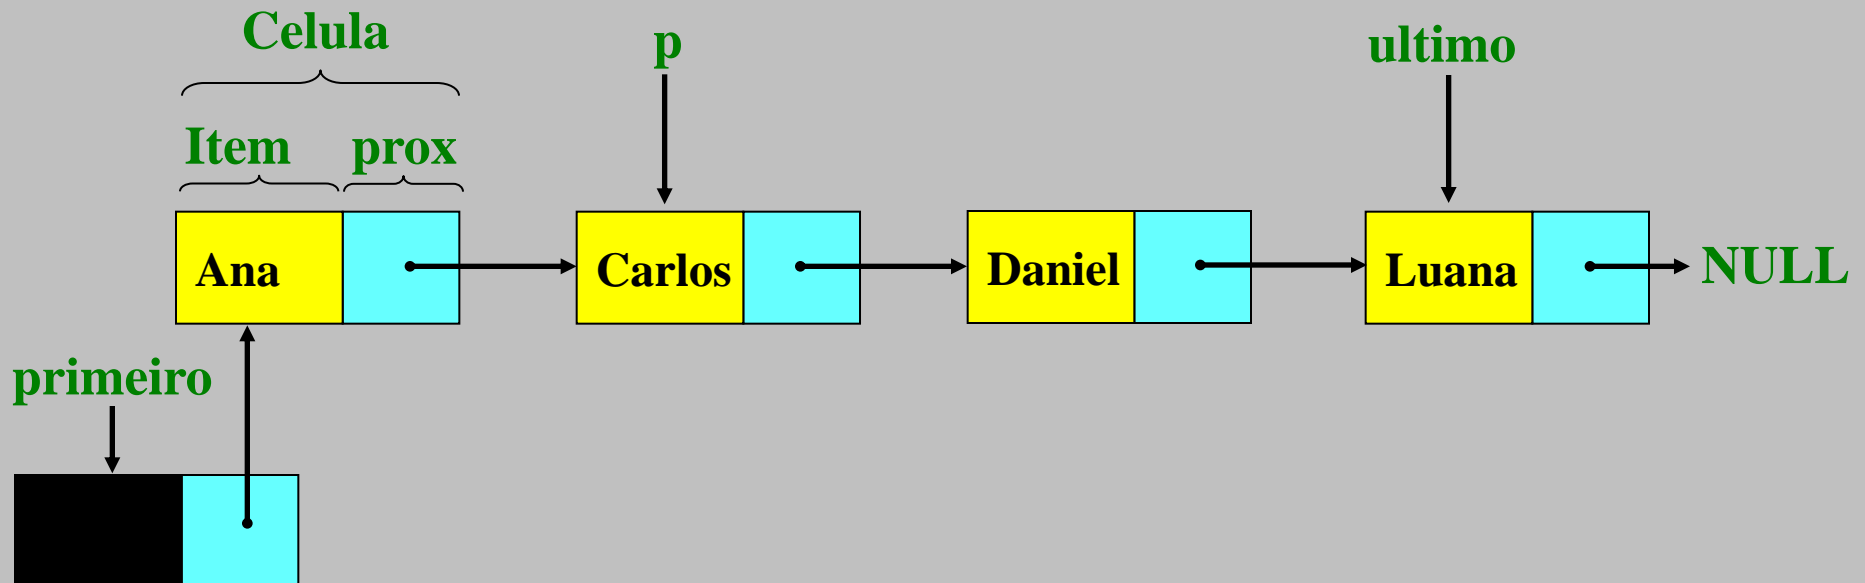 Celula
p
ultimo
Item prox
Ana
Carlos
Daniel
Luana
NULL
primeiro